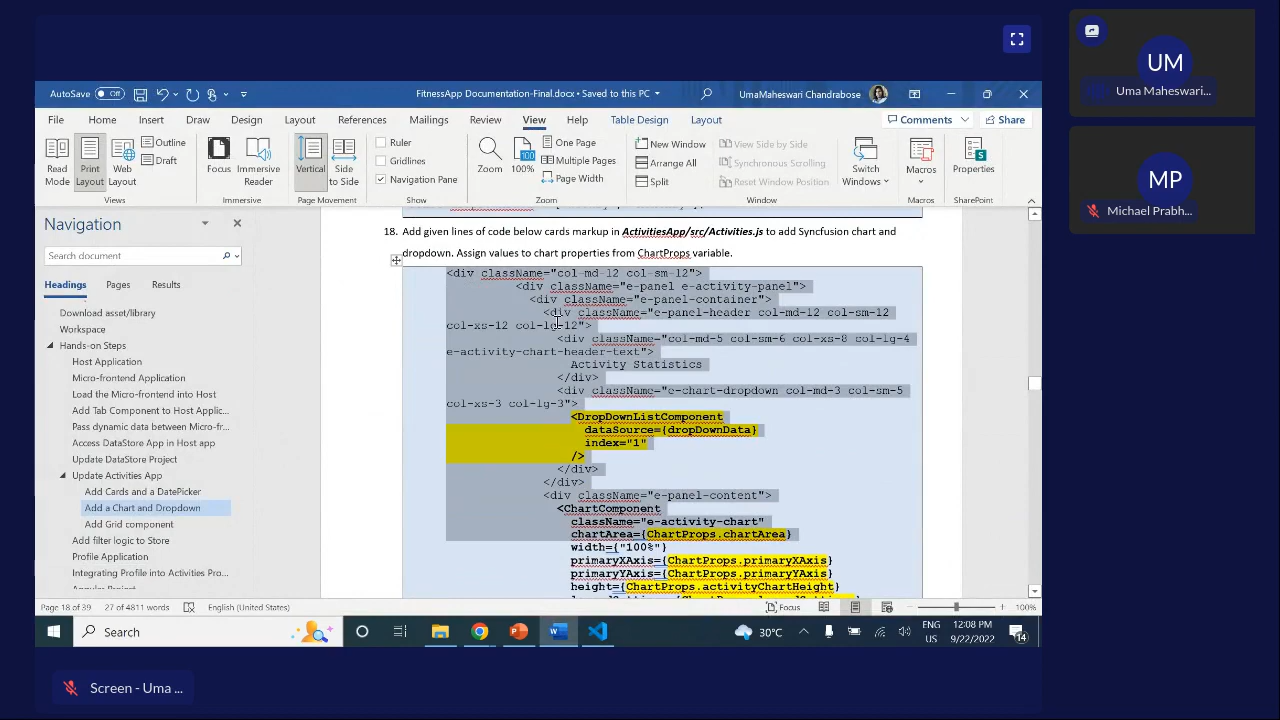 UM
Uma Maheswari...
MP
Michael Prabh...
AutoSave Off
FitnessApp Documentation-Final.docx • Saved to this PC
UmaMaheswari Chandrabose
File Home Insert Draw Design Layout References Mailings Review View Help Table Design Layout
Comments Share
Read Mode
Print Layout
Web Layout
Outline
Draft
Views
Focus
Immersive Reader
Immersive
Vertical
Side to Side
Page Movement
Ruler
Gridlines
Navigation Pane
Show
Zoom
100
100%
One Page
Multiple Pages
Page Width
Zoom
New Window
Arrange All
Split
View Side by Side
Synchronous Scrolling
Reset Window Position
Window
Switch Windows
Macros
Macros
Properties
SharePoint
Navigation
Search document
Headings Pages Results
Download asset/library
Workspace
Hands-on Steps
Host Application
Micro-frontend Application
Load the Micro-frontend into Host
Add Tab Component to Host Applic...
Pass dynamic data between Micro-fr...
Access DataStore App in Host app
Update DataStore Project
Update Activities App
Add Cards and a DatePicker
Add a Chart and Dropdown
Add Grid component
Add filter logic to Store
Profile Application
Integrating Profile into Activities Pro...
18. Add given lines of code below cards markup in ActivitiesApp/src/Activities.js to add Syncfusion chart and
dropdown. Assign values to chart properties from ChartProps variable.
<div className="col-md-12 col-sm-12">
<div className="e-panel e-activity-panel">
<div className="e-panel-container">
<div className="e-panel-header col-md-12 col-sm-12
col-xs-12 col-lg-12">
<div className="col-md-5 col-sm-6 col-xs-8 col-lg-4
e-activity-chart-header-text">
Activity Statistics
</div>
<div className="e-chart-dropdown col-md-3 col-sm-5
col-xs-3 col-lg-3">
<DropDownListComponent
dataSource={dropDownData}
index="1"
/>
</div>
</div>
<div className="e-panel-content">
<ChartComponent
className="e-activity-chart"
chartArea={ChartProps.chartArea}
width={"100%"}
primaryXAxis={ChartProps.primaryXAxis}
primaryYAxis={ChartProps.primaryYAxis}
height={ChartProps.activityChartHeight}
Page 18 of 39 27 of 4811 words English (United States)
Focus
100%
Search
30°C
ENG
US
12:08 PM
9/22/2022
14
Screen - Uma ...